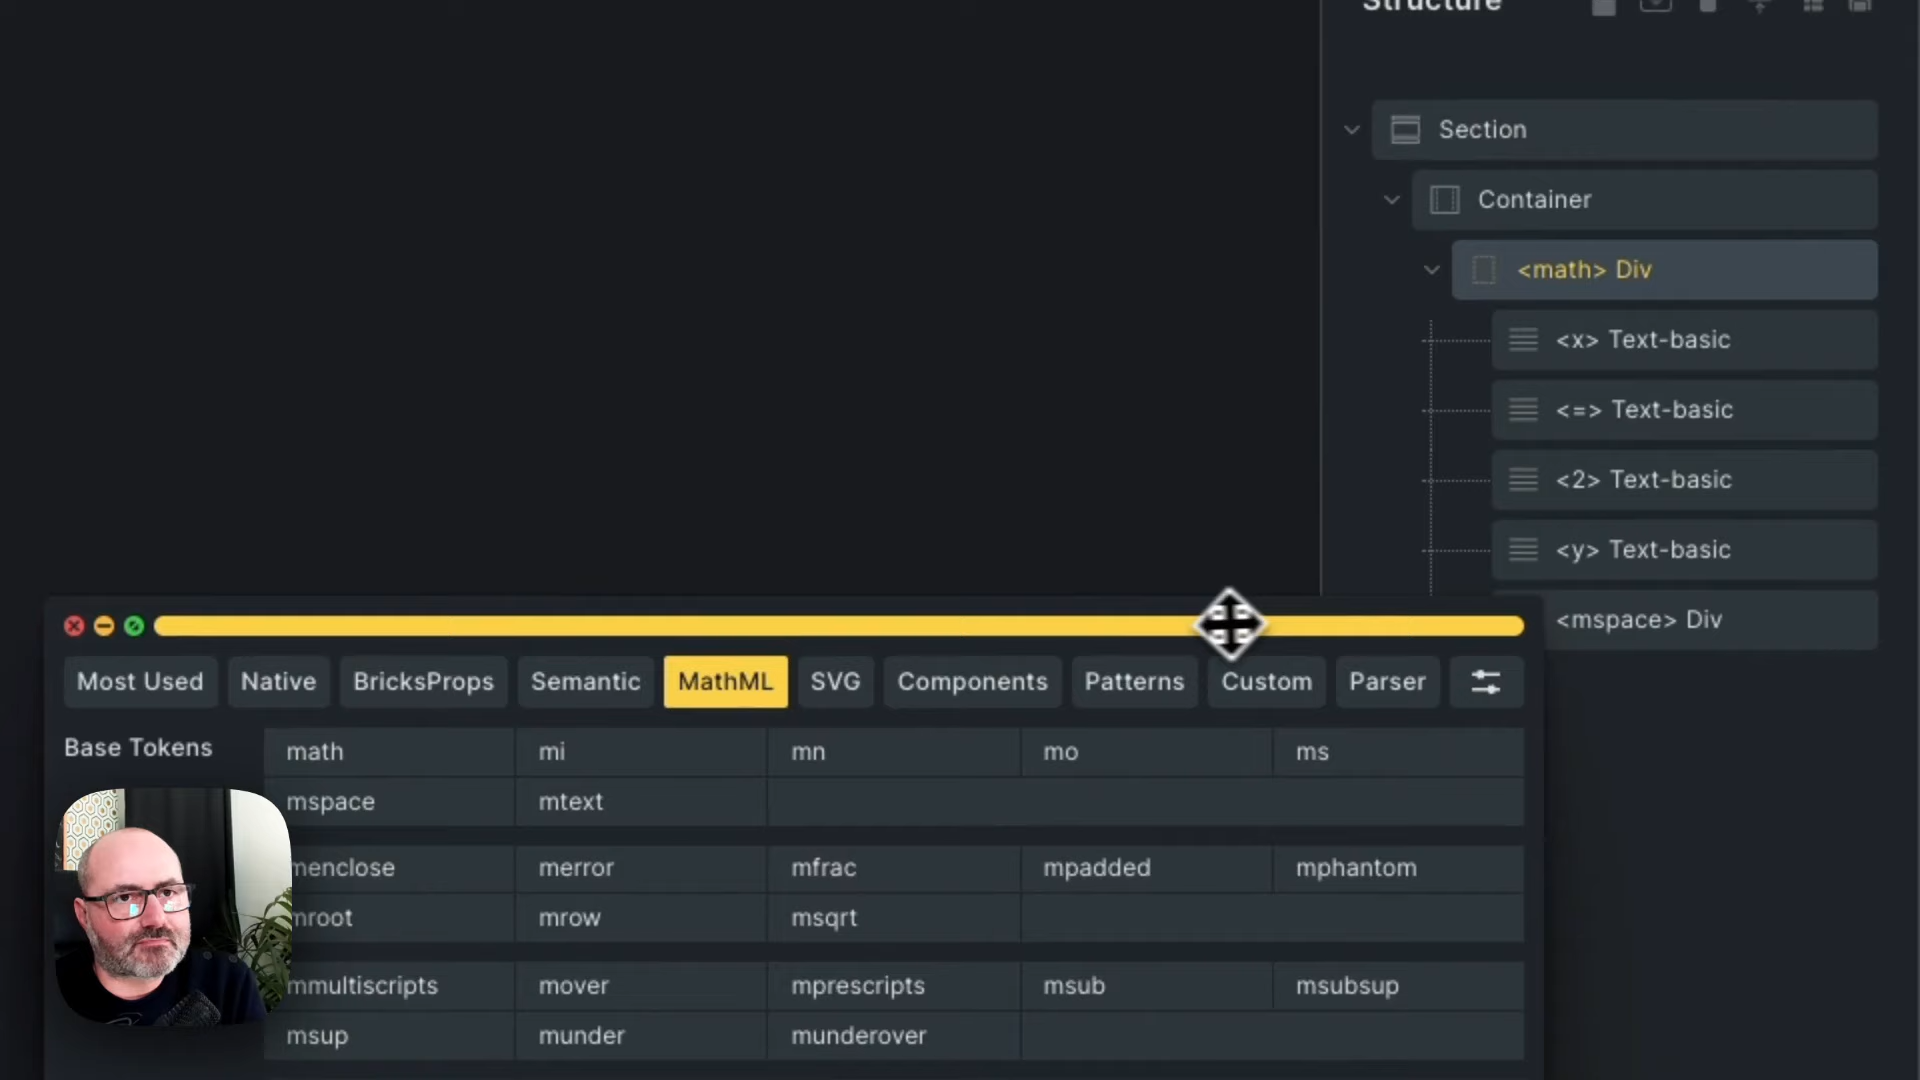 Structure
Section
Container
<math> Div
<x> Text-basic
<=> Text-basic
<2> Text-basic
<y> Text-basic
<mspace> Div
Most Used Native BricksProps Semantic MathML SVG Components Patterns Custom Parser
Base Tokens math mi mn mo ms
mspace mtext
menclose merror mfrac mpadded mphantom
mroot mrow msqrt
mmultiscripts mover mprescripts msub msubsup
msup munder munderover